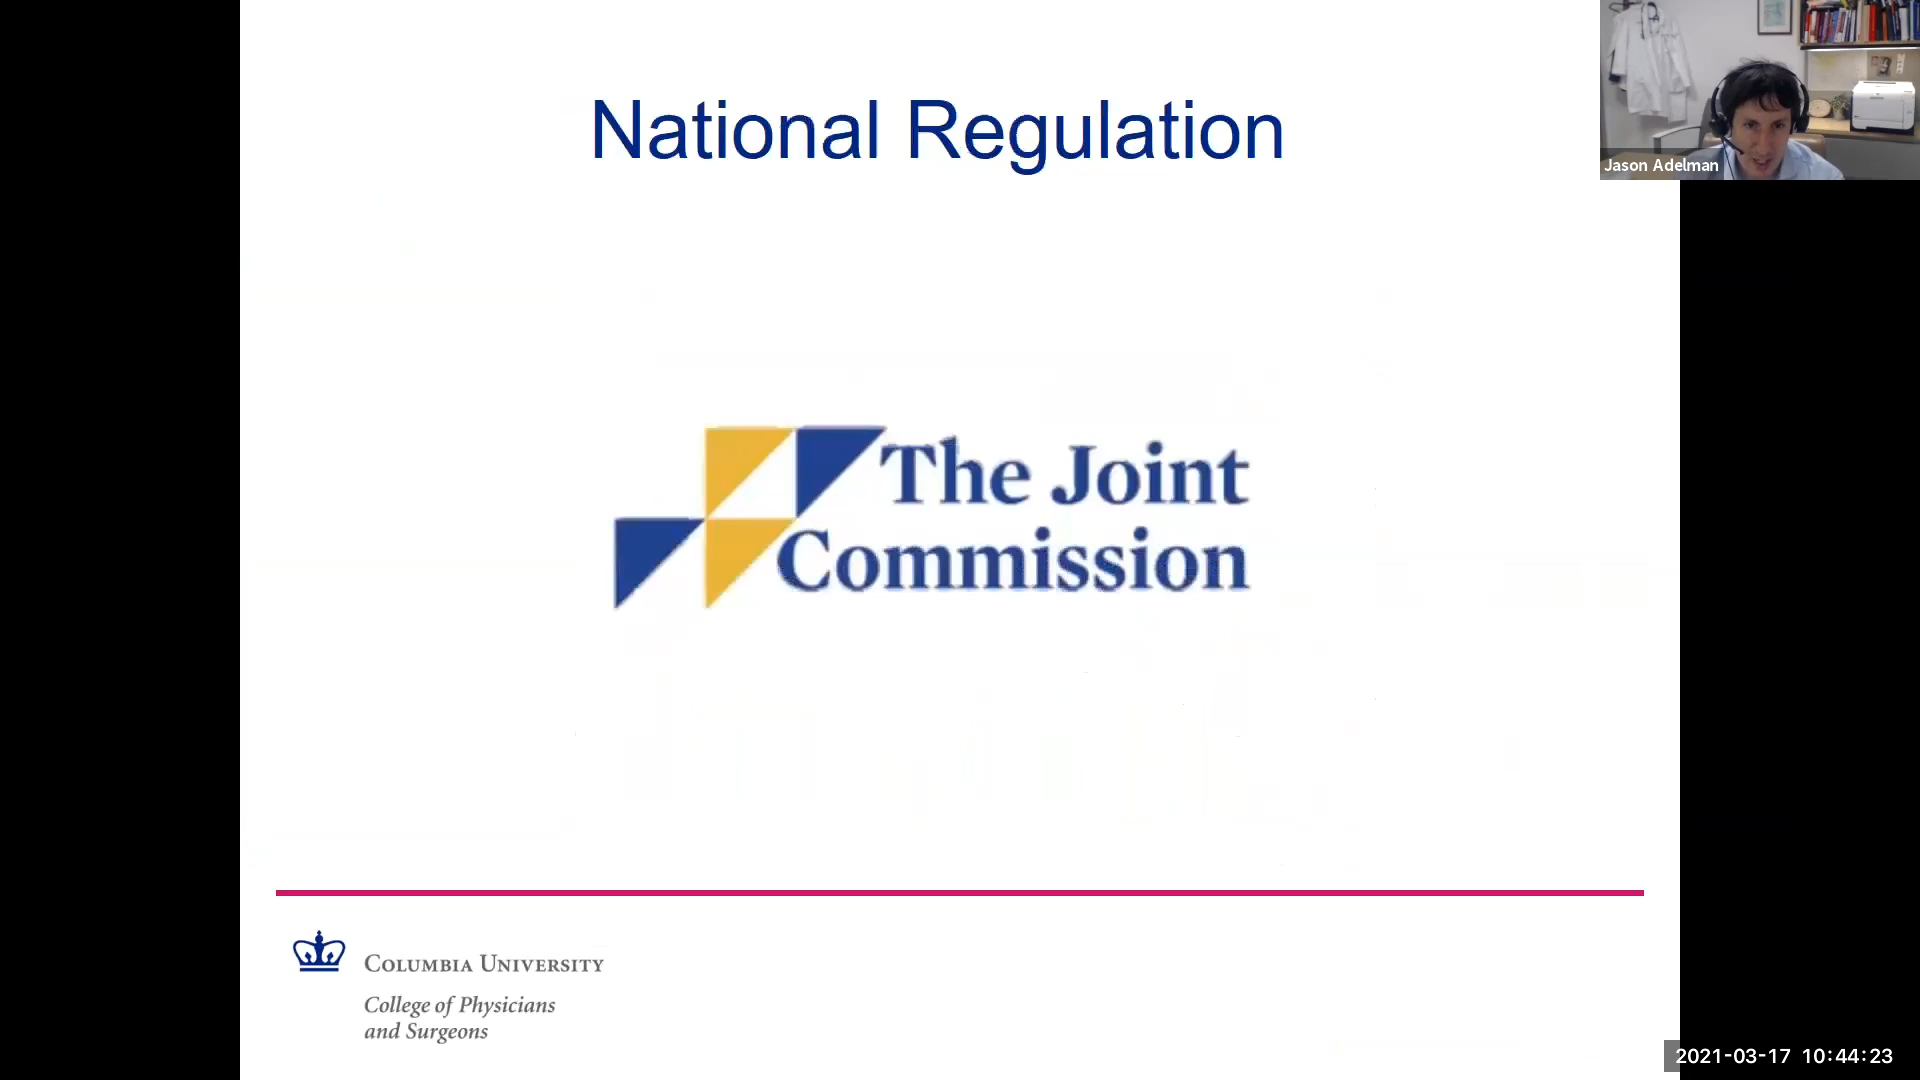 National Regulation
Jason Adelman
The Joint
Commission
COLUMBIA UNIVERSITY
College of Physicians
and Surgeons
2021-03-17 10:44:23